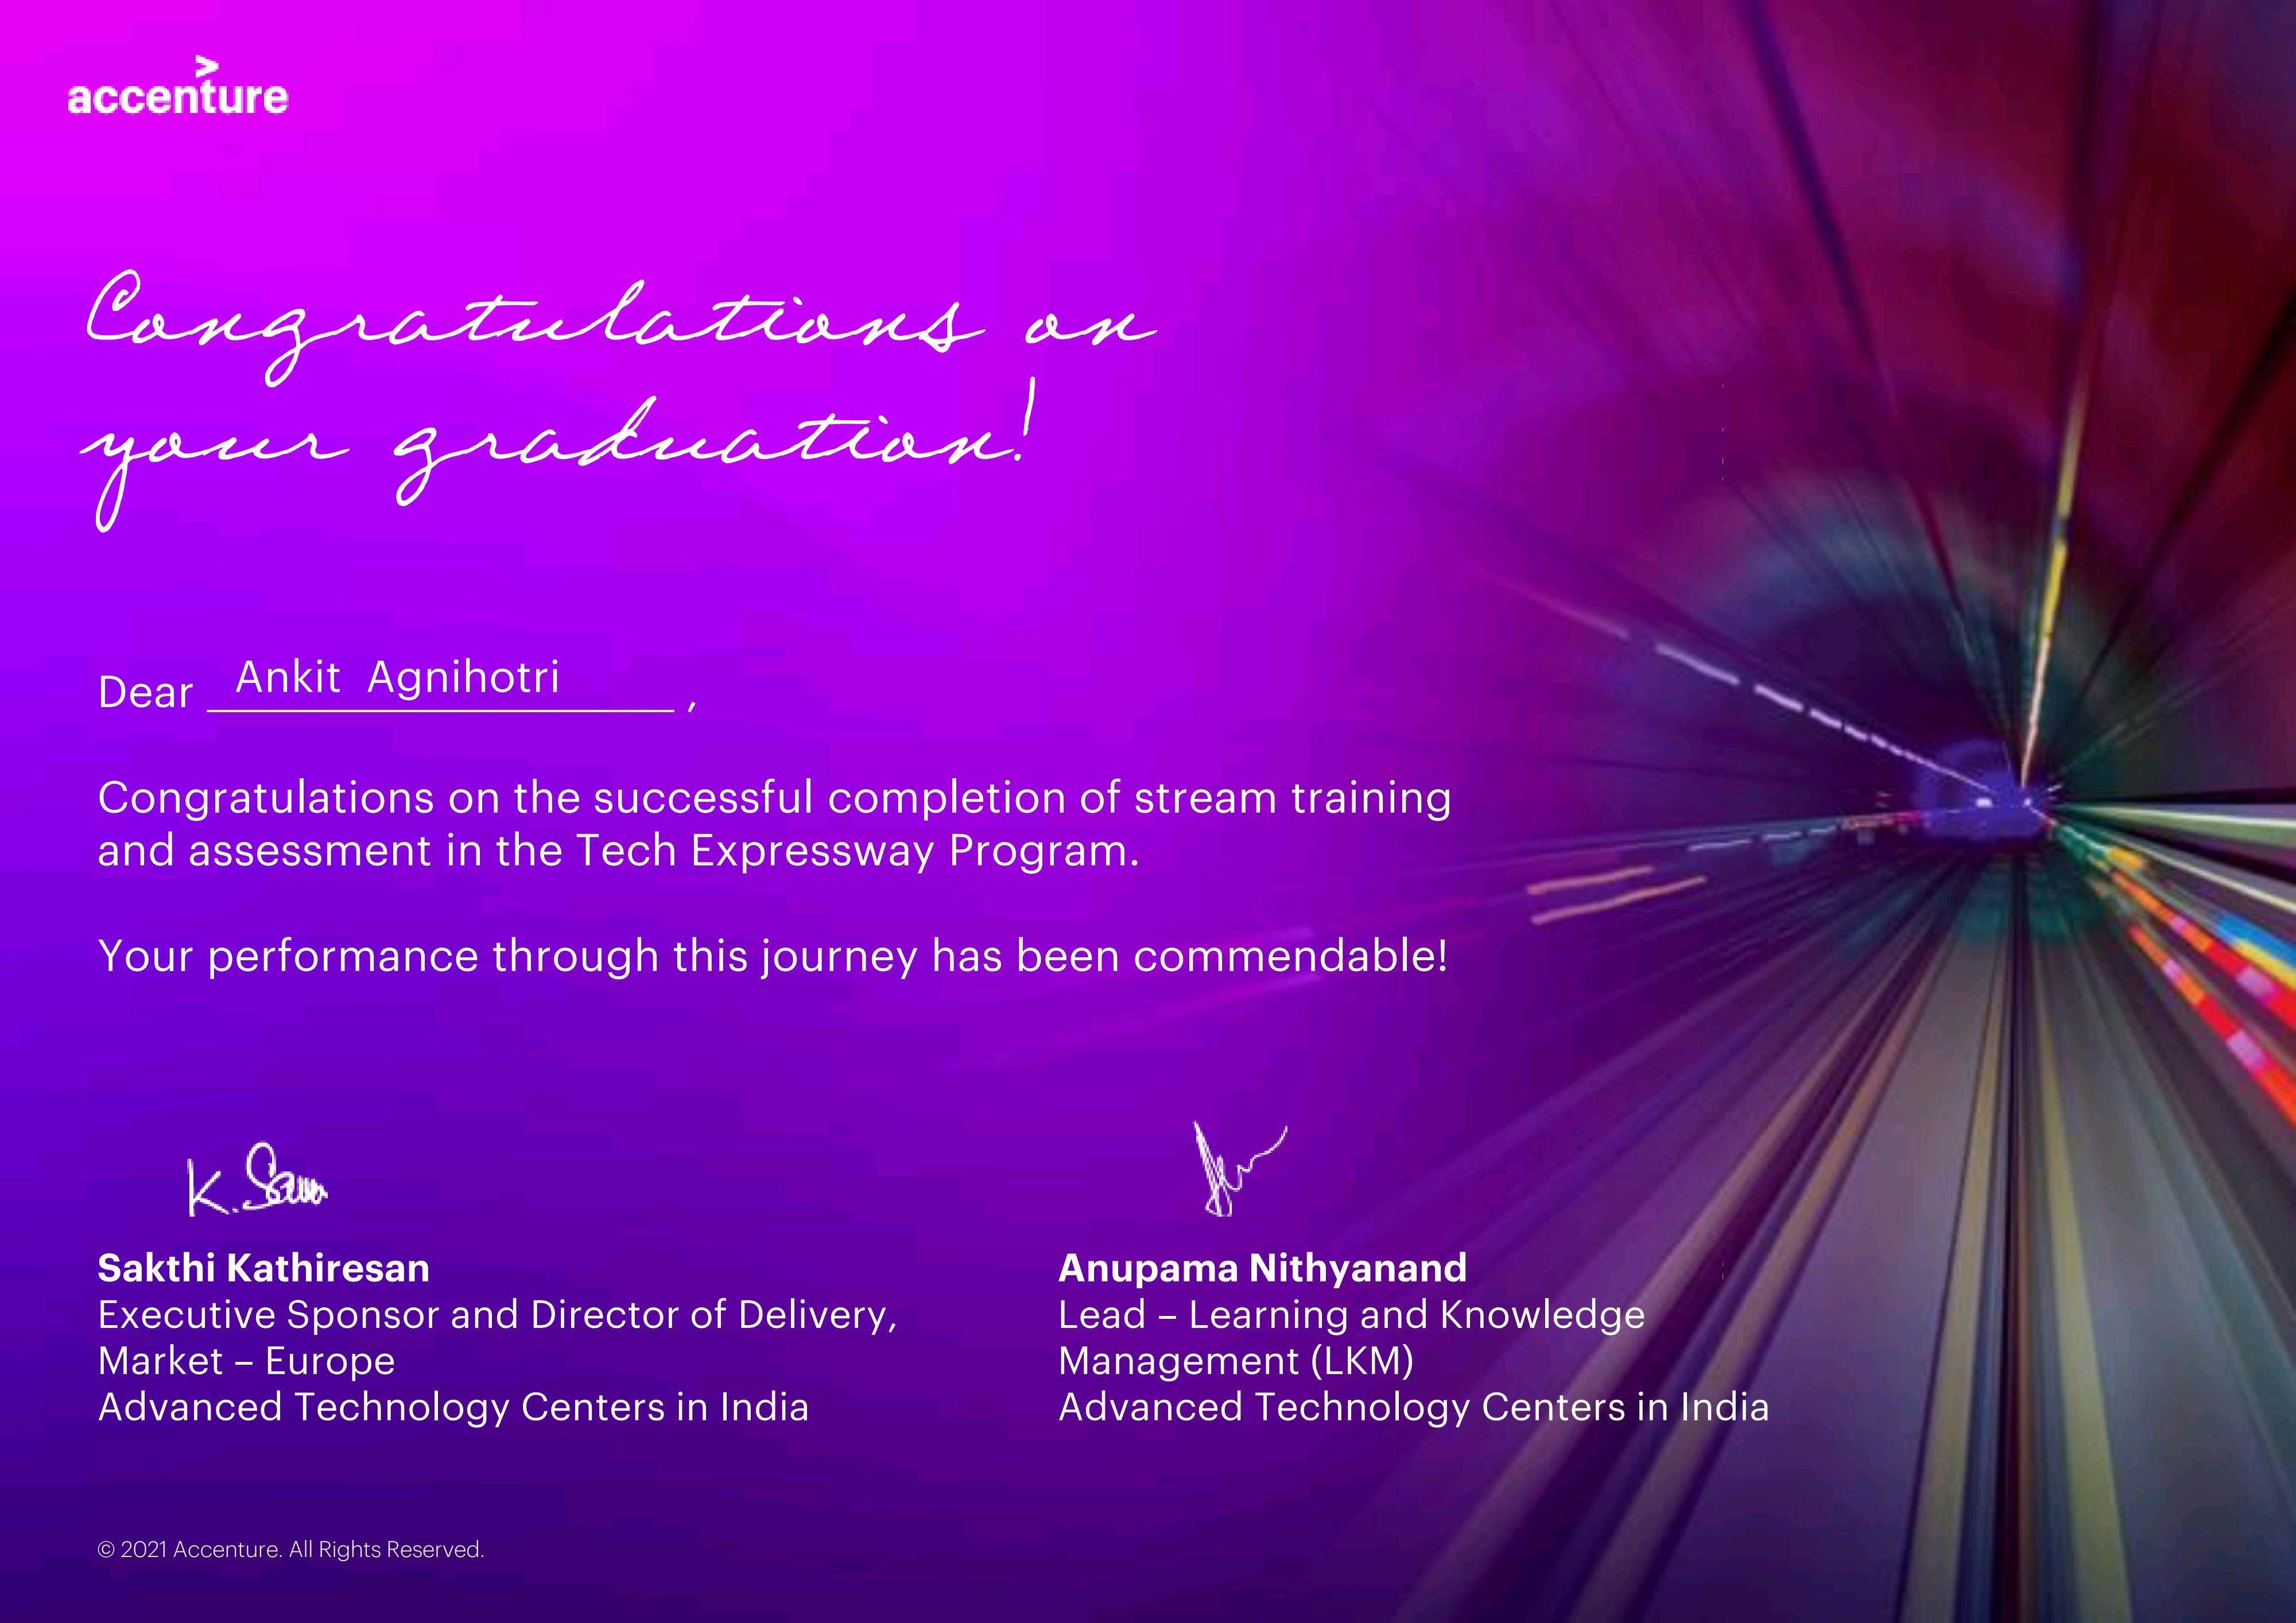 accenture
Congratulations on
your graduation!
Dear Ankit Agnihotri ,
Congratulations on the successful completion of stream training
and assessment in the Tech Expressway Program.
Your performance through this journey has been commendable!
K. Sam
Sakthi Kathiresan
Executive Sponsor and Director of Delivery,
Market – Europe
Advanced Technology Centers in India
Anupama Nithyanand
Lead – Learning and Knowledge
Management (LKM)
Advanced Technology Centers in India
© 2021 Accenture. All Rights Reserved.